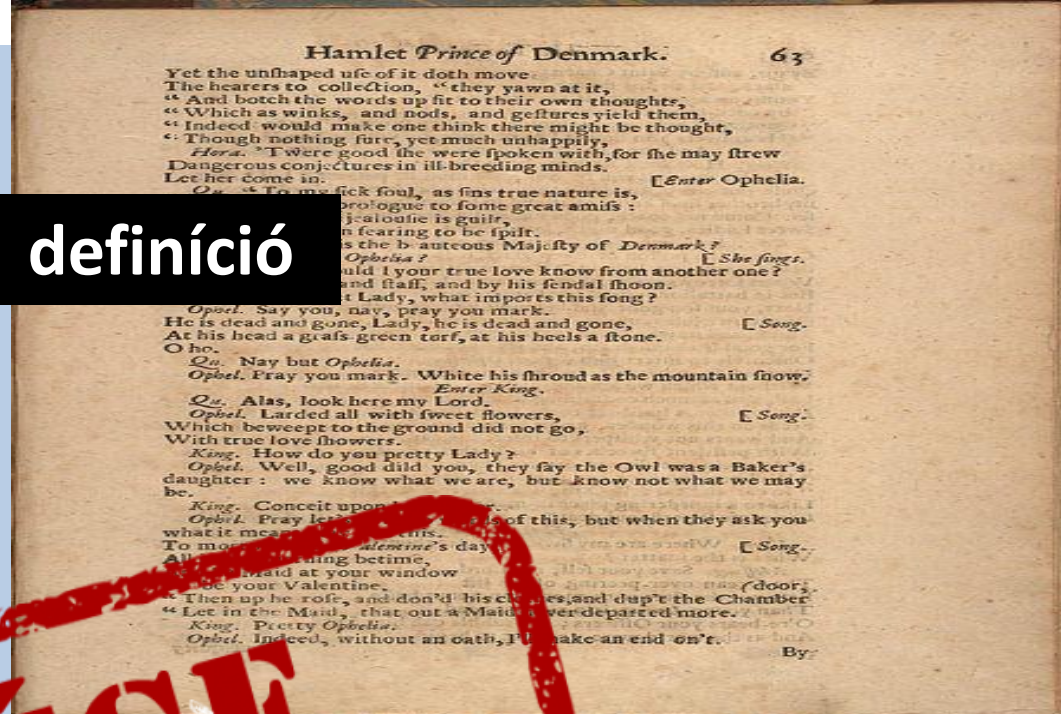 Hamlet Prince of Denmark. 63
Yet the unſhaped uſe of it doth move
The hearers to collection, “ they yawn at it,
“ And botch the words up fit to their own thoughts,
“ Which as winks, and nods, and geſtures yield them,
“ Indeed would make one think there might be thought,
“ Though nothing ſure, yet much unhappily,
Hora. 'Twere good ſhe were ſpoken with, for ſhe may ſtrew
Dangerous conjectures in ill-breeding minds.
Let her come in. [Enter Ophelia.
Qu. “ To my ſick ſoul, as ſins true nature is,
prologue to ſome great amiſs :
jealouſie is guilt,
n fearing to be ſpilt.
is the b auteous Majeſty of Denmark ?
Ophelia ? [ She ſings.
uld I your true love know from another one ?
and ſtaff, and by his ſendal ſhoon.
t Lady, what imports this ſong ?
definíció
Ophel. Say you, nay, pray you mark.
He is dead and gone, Lady, he is dead and gone, [ Song.
At his head a graſs-green turf, at his heels a ſtone.
O ho.
Qu. Nay but Ophelia.
Ophel. Pray you mark. White his ſhroud as the mountain ſnow.
Enter King.
Qu. Alas, look here my Lord.
Ophel. Larded all with ſweet flowers, [ Song.
Which beweept to the ground did not go,
With true love ſhowers.
King. How do you pretty Lady ?
Ophel. Well, good dild you, they ſay the Owl was a Baker's
daughter : we know what we are, but know not what we may
be.
King. Conceit upon
Ophel. Pray of this, but when they ask you
what it this.
To day [ Song.
betime,
Maid at your window
your Valentine, (door,
“ Then up he roſe, and don'd his and dup't the Chamber
“ Let in the Maid, that out a Maid departed more.
King. Pretty Ophelia.
Ophel. Indeed, without an oath, make an end on't.
By